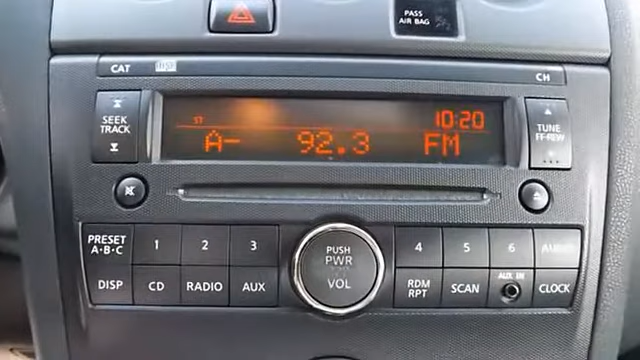 PASS
AIR BAG
CAT
DISC
CH
SEEK
TRACK
ST
10:20
A- 92.3 FM
TUNE
FF·REW
PRESET
A·B·C
1 2 3
PUSH
PWR
VOL
4 5 6 AUDIO
DISP CD RADIO AUX
RDM
RPT
SCAN
AUX IN
CLOCK